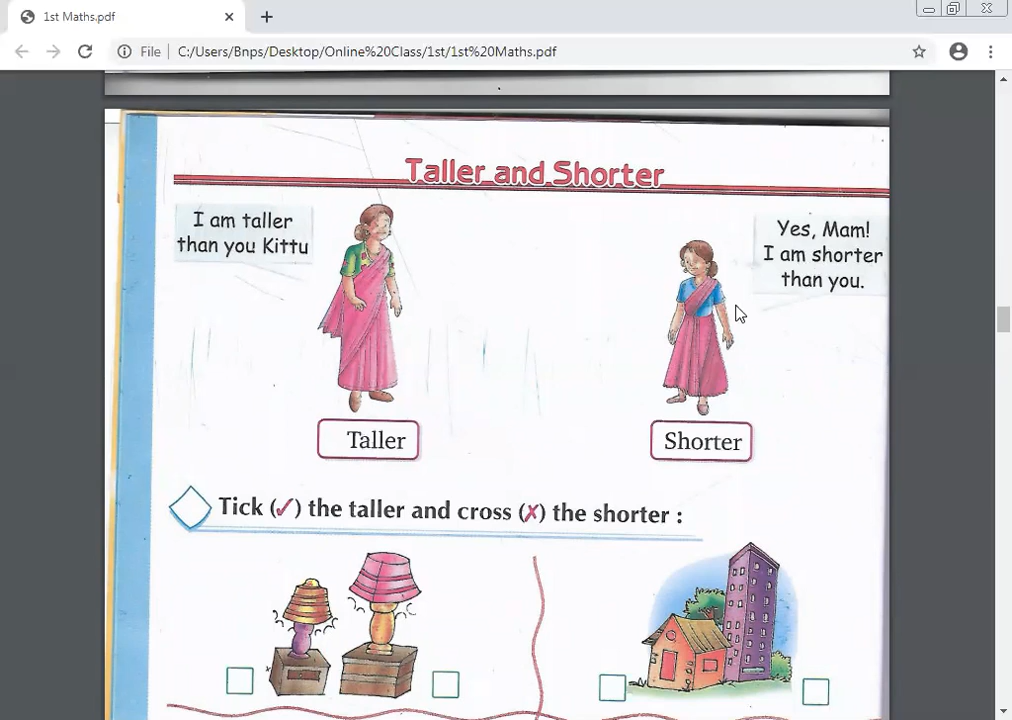 1st Maths.pdf
File
C:/Users/Bnps/Desktop/Online%20Class/1st/1st%20Maths.pdf
Taller and Shorter
I am taller
than you Kittu
Yes, Mam!
I am shorter
than you.
Taller
Shorter
Tick (✓) the taller and cross (✗) the shorter :